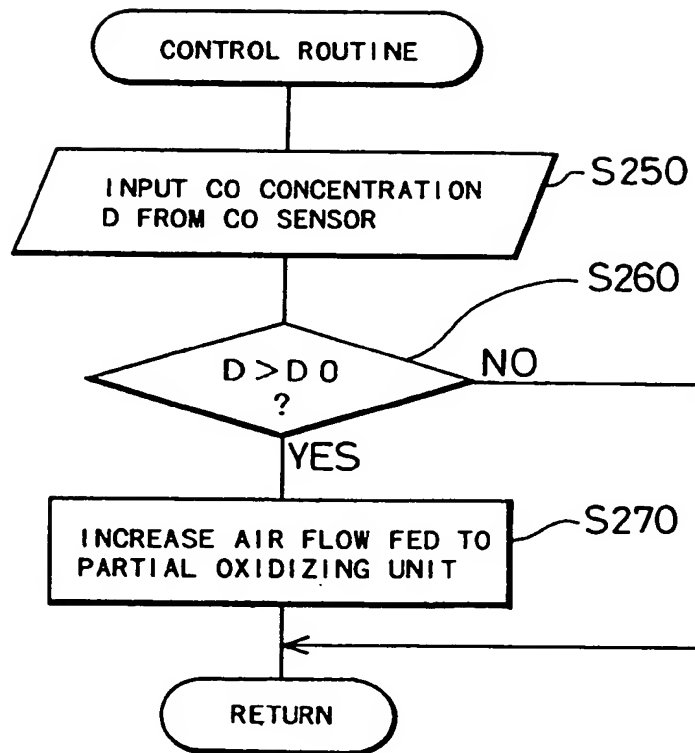 CONTROL ROUTINE
INPUT CO CONCENTRATION
D FROM CO SENSOR
S250
S260
D > D 0
?
NO
YES
INCREASE AIR FLOW FED TO
PARTIAL OXIDIZING UNIT
S270
RETURN